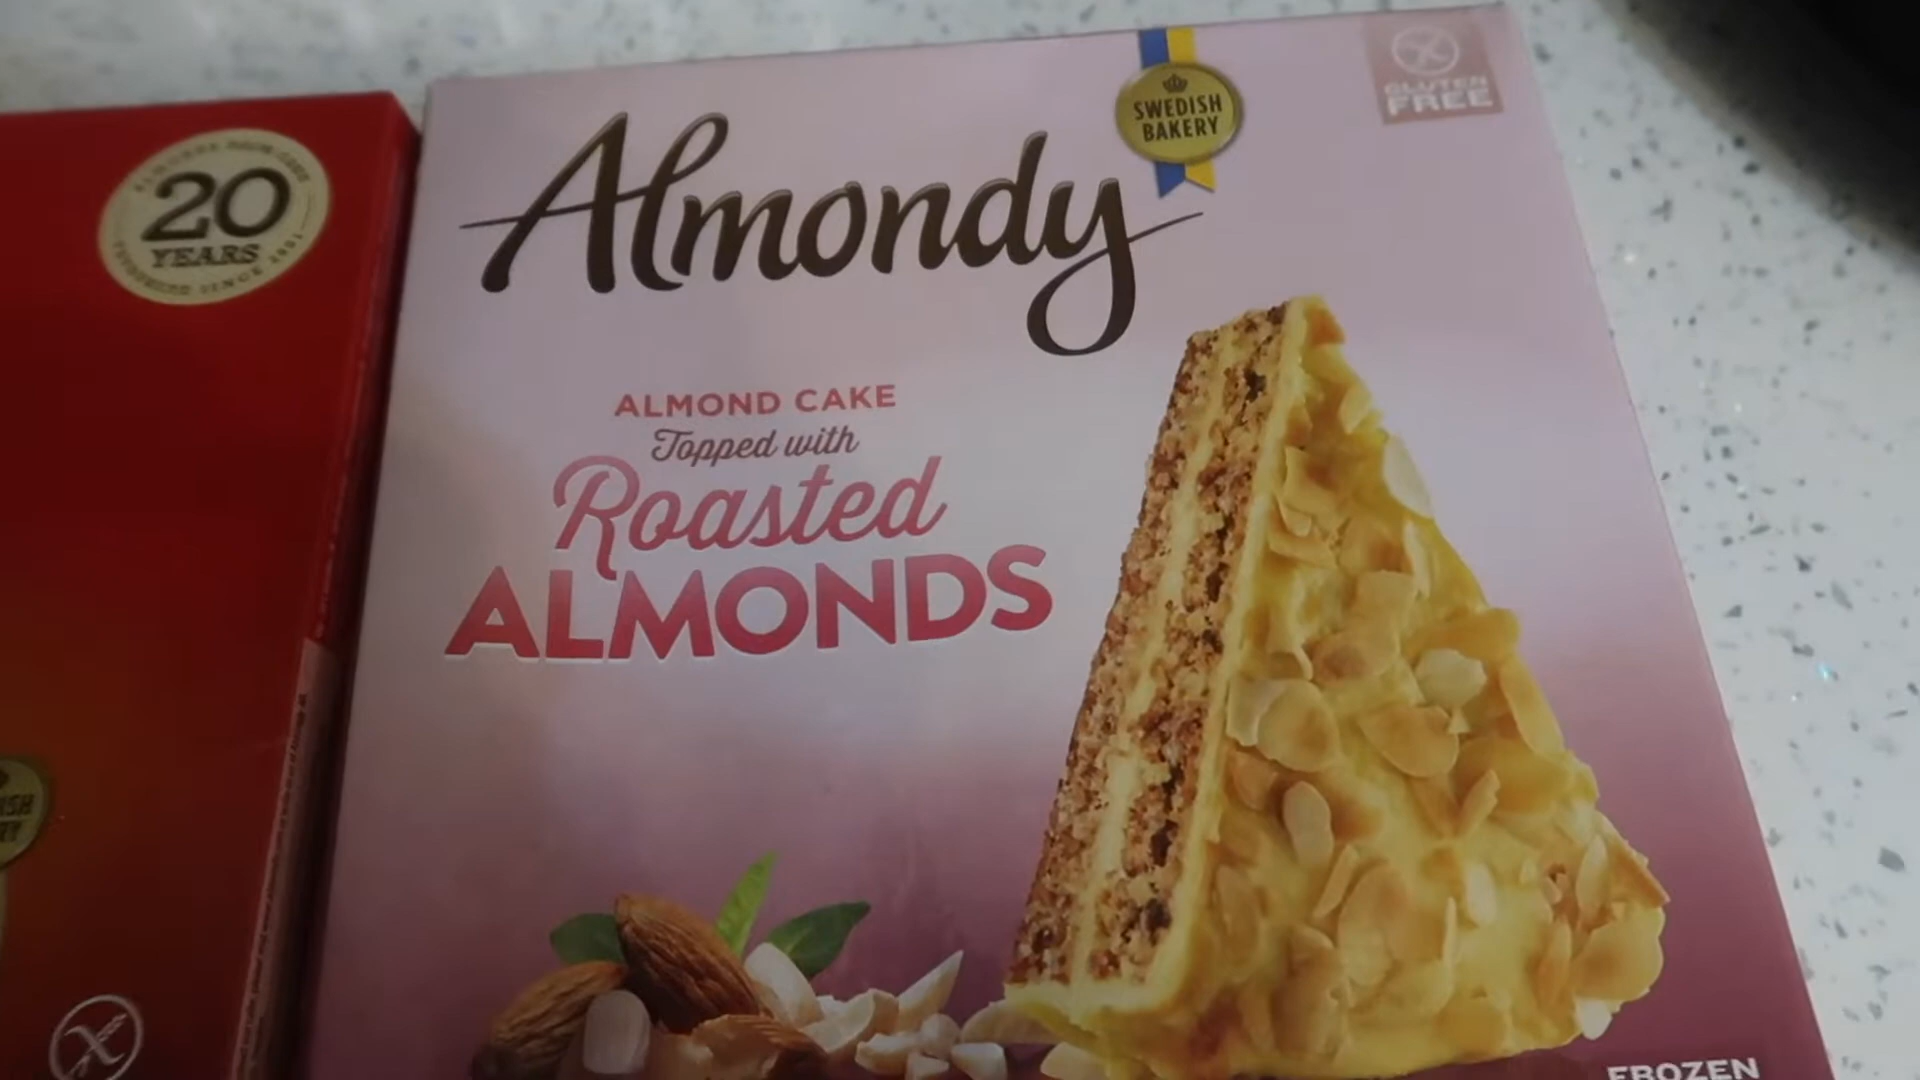 20
YEARS
Almondy
SWEDISH
BAKERY
GLUTEN
FREE
ALMOND CAKE
Topped with
Roasted
ALMONDS
FROZEN